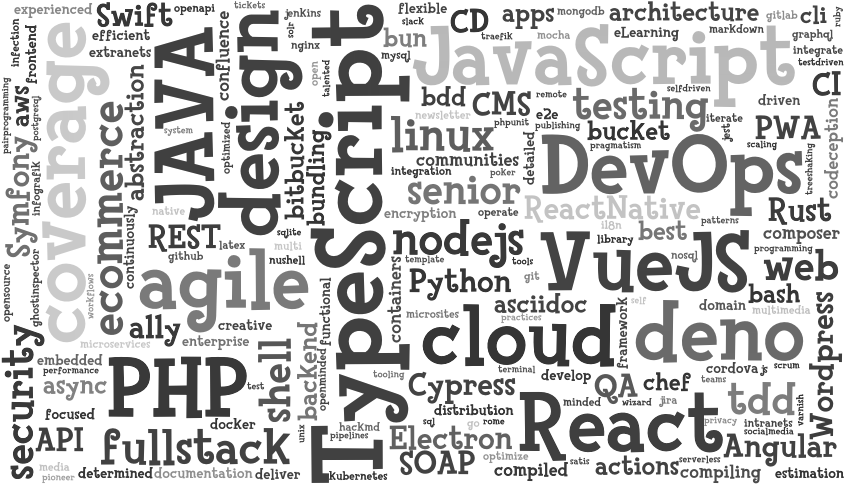 experienced
Swift
openapi
tickets
jenkins
flexible
slack
CD
apps
mongodb
architecture
gitlab
cli
ruby
efficient
extranets
confluence
solr
nginx
bun
mysql
traefik
mocha
eLearning
markdown
graphql
integrate
testdriven
infection
frontend
coverage
JAVA
design
open
talented
TypeScript
JavaScript
selfdriven
driven
CI
pairprogramming
aws
postgresql
abstraction
system
optimized
bitbucket
bundling
bdd
CMS
remote
testing
iterate
newsletter
phpunit
e2e
publishing
bucket
jest
PWA
scaling
linux
pragmatism
communities
detailed
DevOps
treeshaking
codeception
Symfony
infografik
ecommerce
continuously
native
integration
poker
senior
encryption
operate
ReactNative
patterns
Rust
REST
latex
sqlite
multi
github
nushell
nodejs
i18n
library
best
composer
template
tools
nosql
programming
opensource
ghostinspector
workflows
agile
functional
containers
Python
git
VueJS
web
bash
asciidoc
self
domain
multimedia
ally
creative
microsites
practices
cloud
framework
deno
Wordpress
microservices
enterprise
security
embedded
performance
async
PHP
test
shell
backend
openminded
tooling
Cypress
terminal
develop
QA
chef
cordova
js
scrum
teams
focused
docker
distribution
minded
wizard
jira
tdd
varnish
API
fullstack
unix
hackmd
pipelines
sql
go
rome
React
privacy
intranets
socialmedia
Electron
Angular
media
pioneer
determined
documentation
deliver
kubernetes
SOAP
optimize
compiled
satis
actions
serverless
compiling
estimation